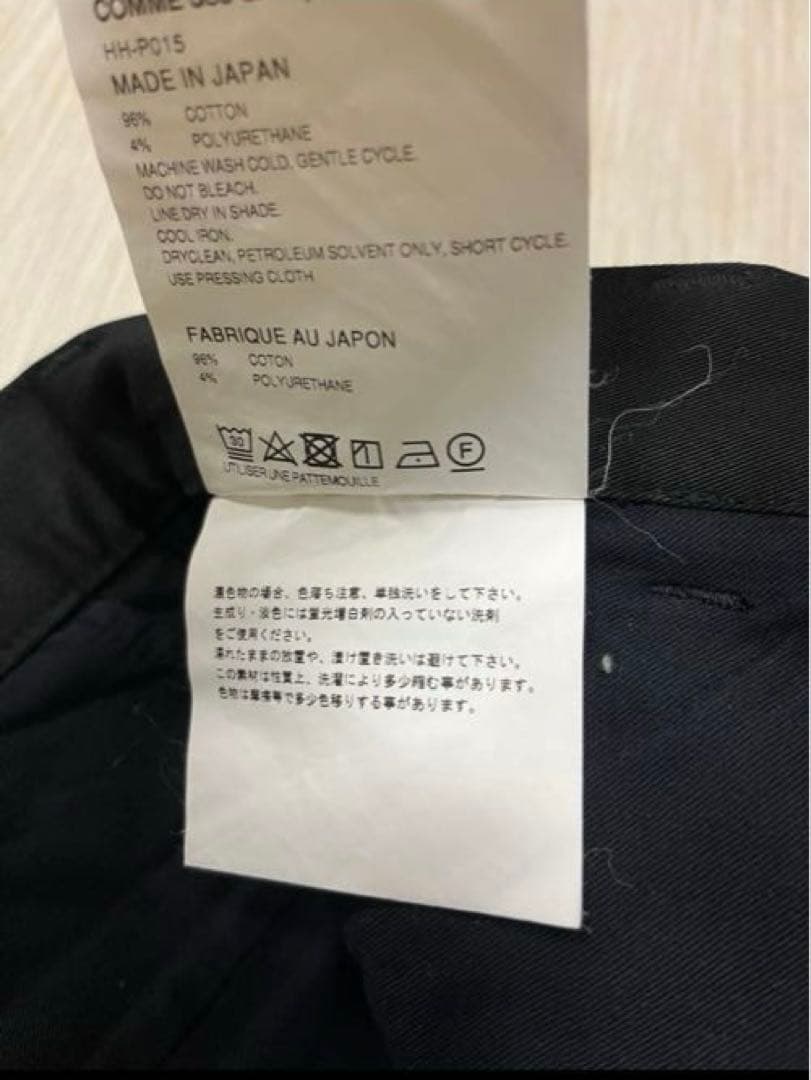 COMME
HH-P015
MADE IN JAPAN
96% COTTON
4% POLYURETHANE
MACHINE WASH COLD, GENTLE CYCLE.
DO NOT BLEACH.
LINE DRY IN SHADE.
COOL IRON.
DRYCLEAN, PETROLEUM SOLVENT ONLY, SHORT CYCLE.
USE PRESSING CLOTH
FABRIQUE AU JAPON
96% COTON
4% POLYURETHANE
30 F
UTILISER UNE PATTEMOUILLE
濃色物の場合、色落ち注意、単独洗いをして下さい。
生成り・淡色には蛍光増白剤の入っていない洗剤
をご使用ください。
濡れたままの放置や、漬け置き洗いは避けて下さい。
この素材は性質上、洗濯により多少縮む事があります。
色物は摩擦等で多少色移りする事があります。